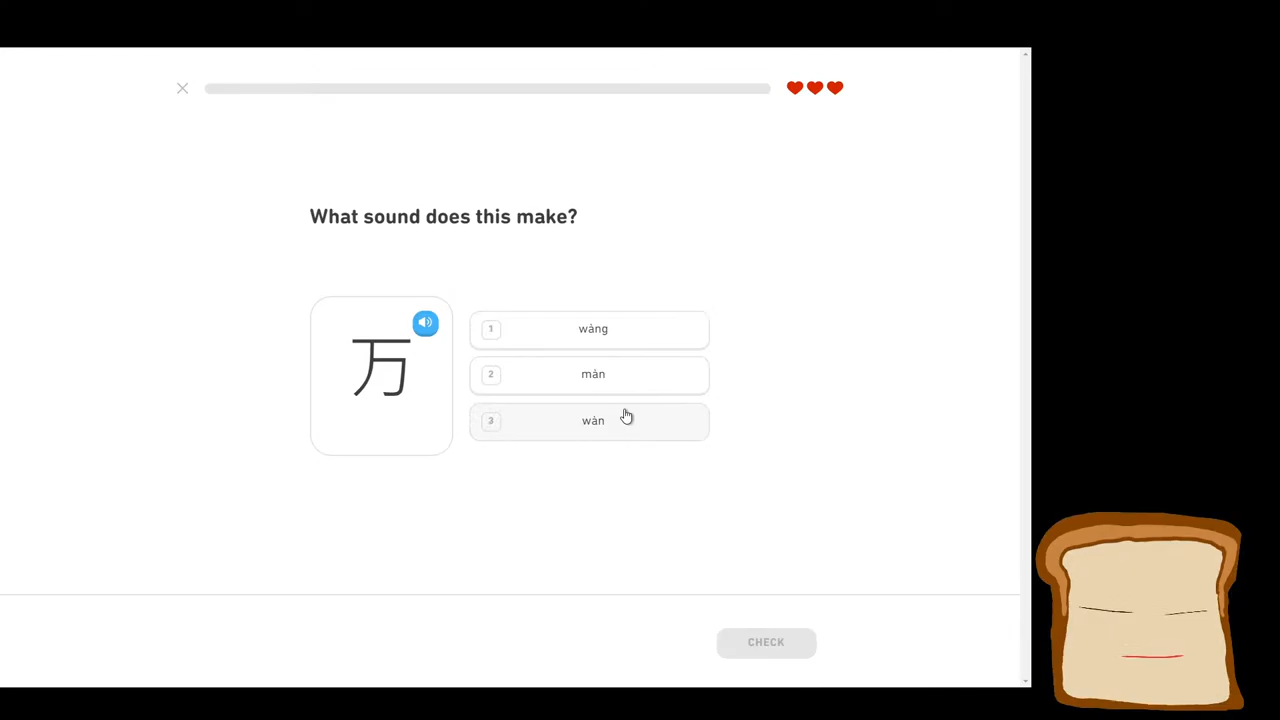 What sound does this make?
万
1 wàng
2 màn
3 wàn
CHECK